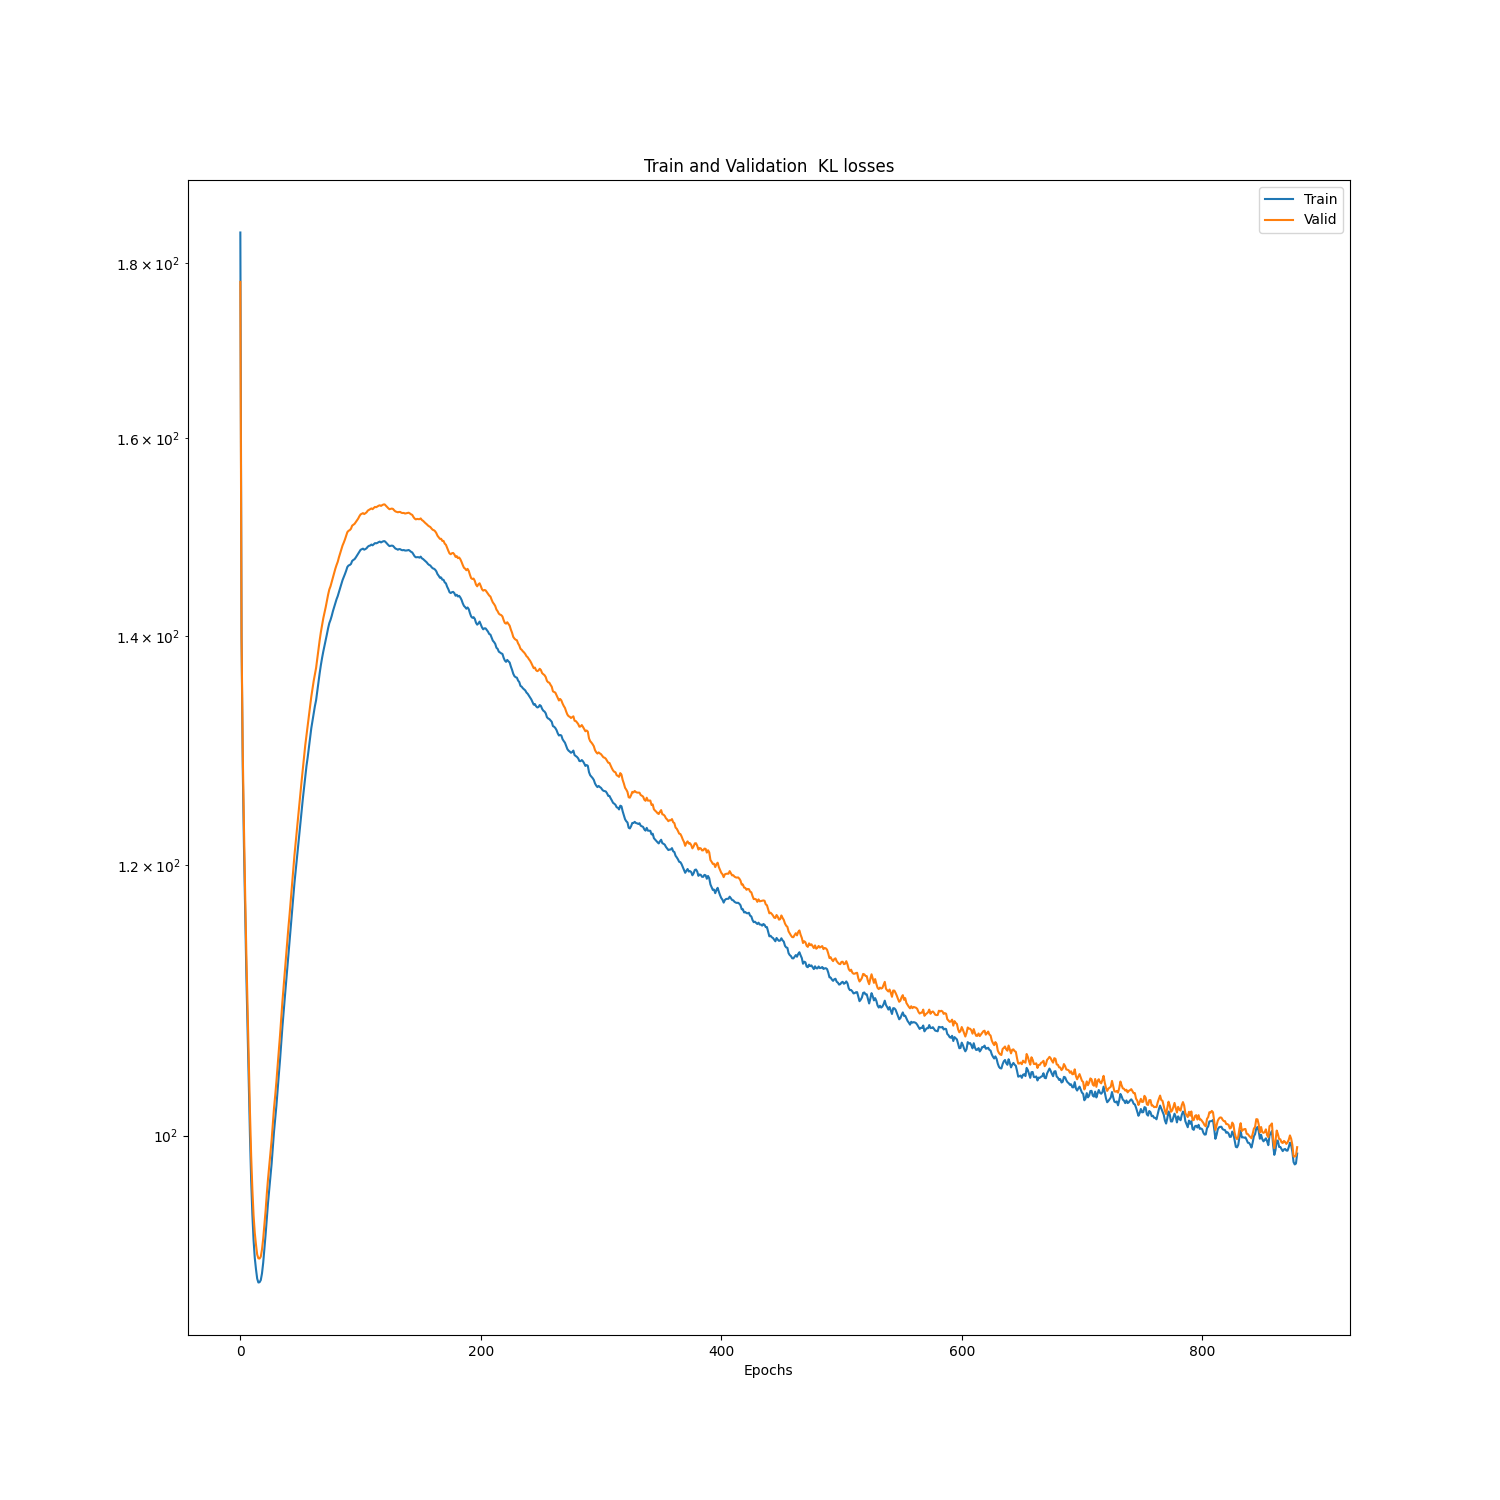 Train and Validation  KL losses
Train
Valid
1.8 × 10²
1.6 × 10²
1.4 × 10²
1.2 × 10²
10²
0 200 400 600 800
Epochs